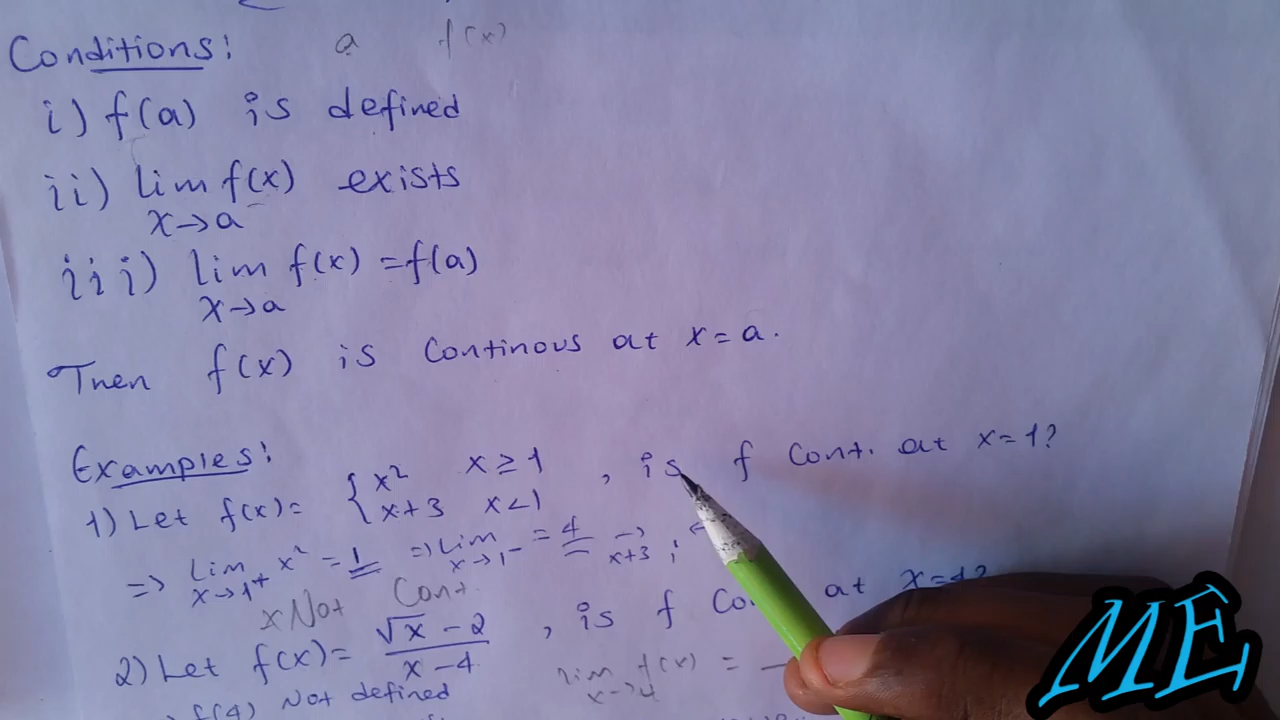 Conditions: a f(x)
i) f(a) is defined
ii) lim f(x) exists
x→a
iii) lim f(x) = f(a)
x→a
Then f(x) is Continous at x = a.
Examples:
1) Let f(x) = { x² x ≥ 1 , is f Cont. at x=1?
x+3 x<1
=> lim x² = 1 => lim = 4 → x+3 ;
x→1⁺ x→1⁻
x Not Cont.
2) Let f(x) = √x - 2 / x - 4 , is f Co at
f(4) Not defined lim f(x) = —
x→4
ME